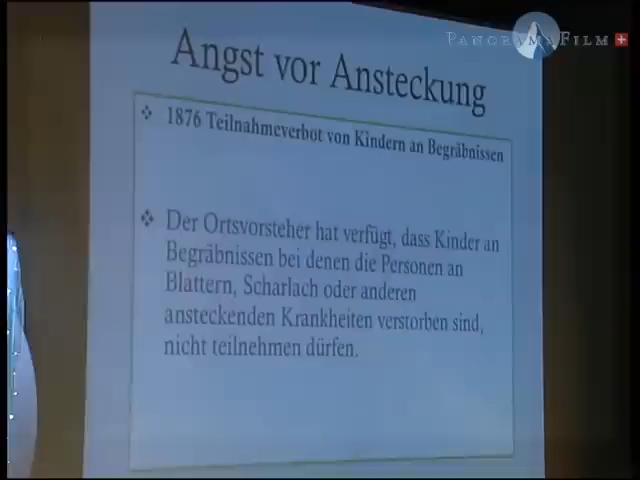 PANORAMAFILM
Angst vor Ansteckung
❖ 1876 Teilnahmeverbot von Kindern an Begräbnissen
❖ Der Ortsvorsteher hat verfügt, dass Kinder an
Begräbnissen bei denen die Personen an
Blattern, Scharlach oder anderen
ansteckenden Krankheiten verstorben sind,
nicht teilnehmen dürfen.